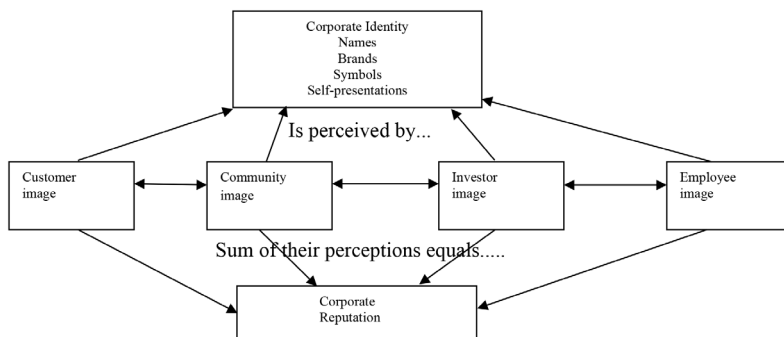 Corporate Identity
Names
Brands
Symbols
Self-presentations
Is perceived by...
Customer
image
Community
image
Investor
image
Employee
image
Sum of their perceptions equals.....
Corporate
Reputation